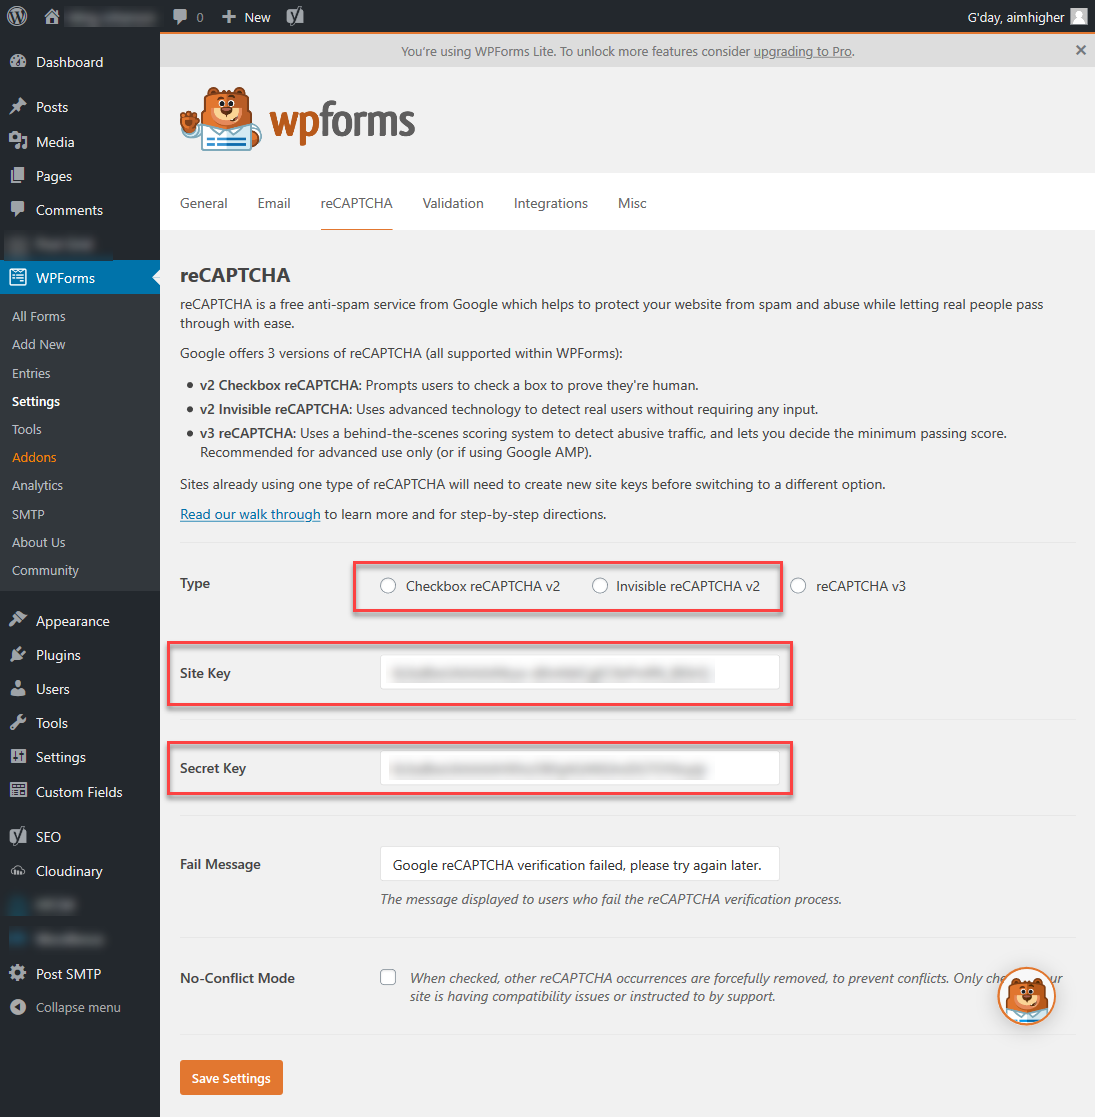 0 New G'day, aimhigher
You're using WPForms Lite. To unlock more features consider upgrading to Pro.
wpforms
Dashboard
Posts
Media
Pages
Comments
WPForms
All Forms
Add New
Entries
Settings
Tools
Addons
Analytics
SMTP
About Us
Community
Appearance
Plugins
Users
Tools
Settings
Custom Fields
SEO
Cloudinary
Post SMTP
Collapse menu
General Email reCAPTCHA Validation Integrations Misc
reCAPTCHA
reCAPTCHA is a free anti-spam service from Google which helps to protect your website from spam and abuse while letting real people pass
through with ease.
Google offers 3 versions of reCAPTCHA (all supported within WPForms):
• v2 Checkbox reCAPTCHA: Prompts users to check a box to prove they're human.
• v2 Invisible reCAPTCHA: Uses advanced technology to detect real users without requiring any input.
• v3 reCAPTCHA: Uses a behind-the-scenes scoring system to detect abusive traffic, and lets you decide the minimum passing score.
Recommended for advanced use only (or if using Google AMP).
Sites already using one type of reCAPTCHA will need to create new site keys before switching to a different option.
Read our walk through to learn more and for step-by-step directions.
Type Checkbox reCAPTCHA v2 Invisible reCAPTCHA v2 reCAPTCHA v3
Site Key
Secret Key
Fail Message Google reCAPTCHA verification failed, please try again later.
The message displayed to users who fail the reCAPTCHA verification process.
No-Conflict Mode When checked, other reCAPTCHA occurrences are forcefully removed, to prevent conflicts. Only
site is having compatibility issues or instructed to by support.
Save Settings